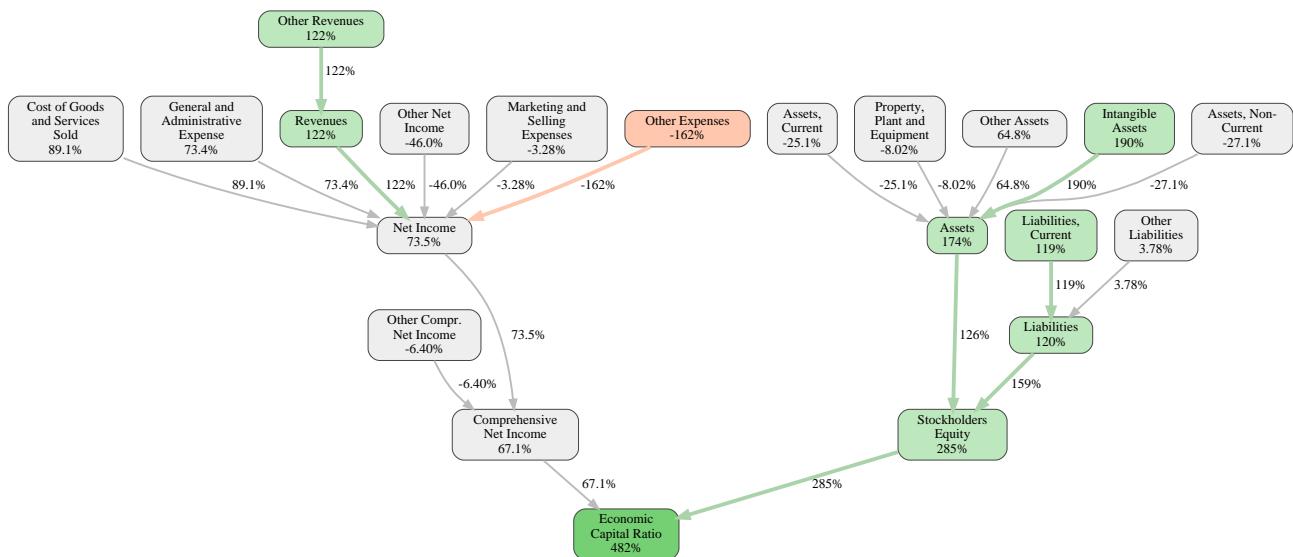 Other Revenues
122%
122%
Cost of Goods
and Services
Sold
89.1%
General and
Administrative
Expense
73.4%
Revenues
122%
Other Net
Income
-46.0%
Marketing and
Selling
Expenses
-3.28%
Other Expenses
-162%
Assets,
Current
-25.1%
Property,
Plant and
Equipment
-8.02%
Other Assets
64.8%
Intangible
Assets
190%
Assets, Non-
Current
-27.1%
89.1%
73.4%
122%
-46.0%
-3.28%
-162%
-25.1%
-8.02%
64.8%
190%
-27.1%
Net Income
73.5%
Assets
174%
Liabilities,
Current
119%
Other
Liabilities
3.78%
119%
3.78%
Other Compr.
Net Income
-6.40%
73.5%
126%
Liabilities
120%
-6.40%
159%
Comprehensive
Net Income
67.1%
Stockholders
Equity
285%
67.1%
285%
Economic
Capital Ratio
482%